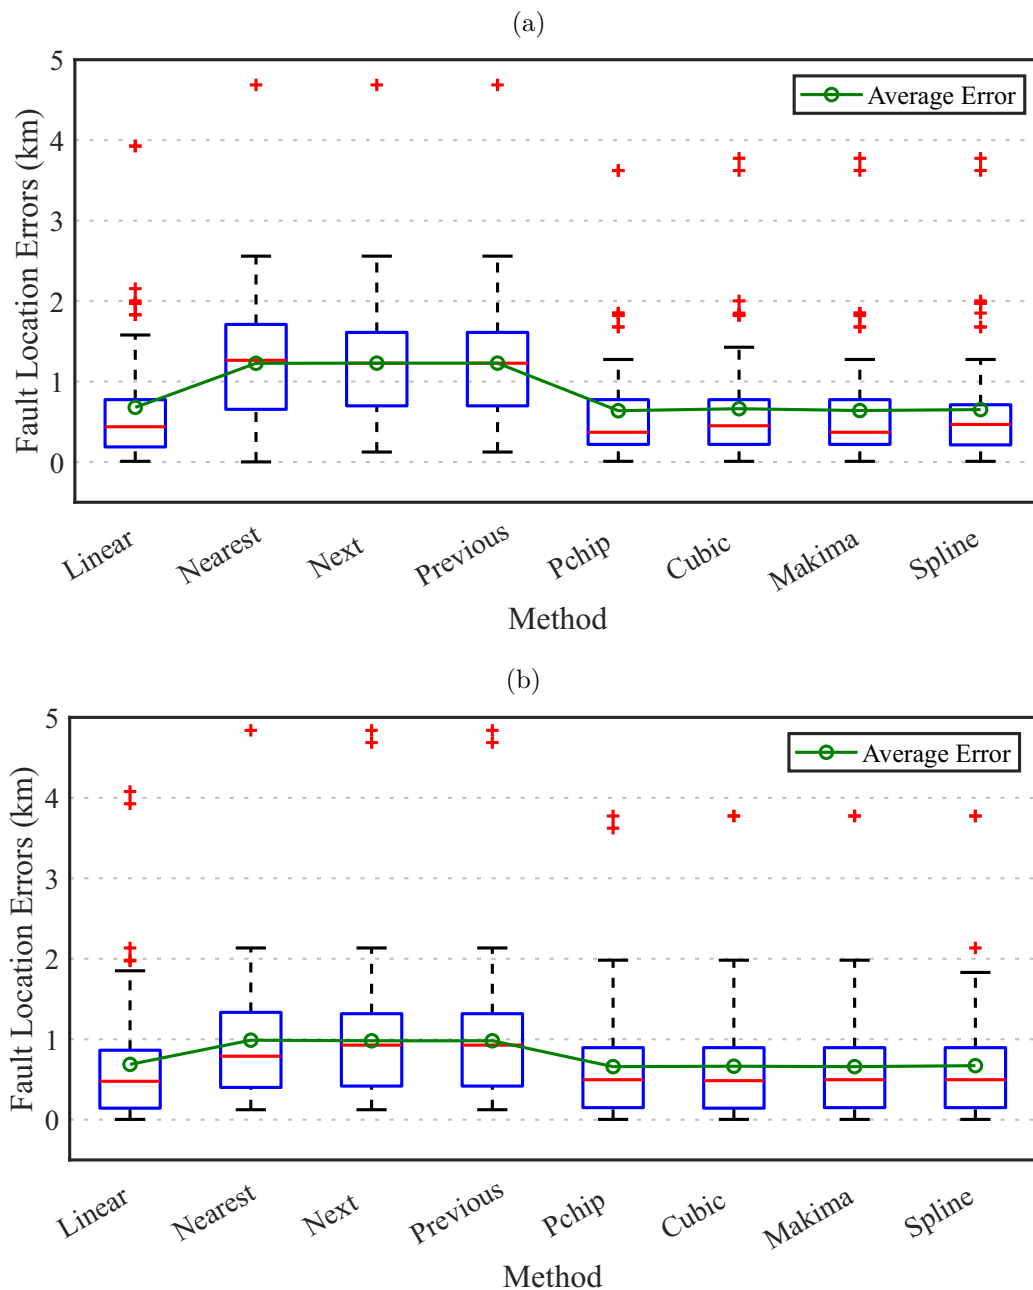 (a)
Fault Location Errors (km)
5
4
3
2
1
0
Average Error
Linear
Nearest
Next
Previous
Pchip
Cubic
Makima
Spline
Method
(b)
Fault Location Errors (km)
5
4
3
2
1
0
Average Error
Linear
Nearest
Next
Previous
Pchip
Cubic
Makima
Spline
Method